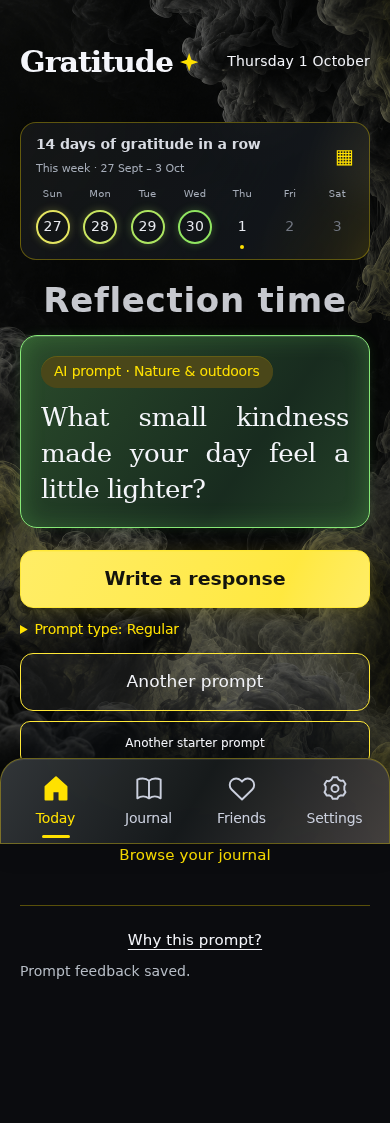 Gratitude
Thursday 1 October
14 days of gratitude in a row
This week · 27 Sept – 3 Oct
Sun Mon Tue Wed Thu Fri Sat
27 28 29 30 1 2 3
Reflection time
AI prompt · Nature & outdoors
What small kindness
made your day feel a
little lighter?
Write a response
Prompt type: Regular
Another prompt
Another starter prompt
Today Journal Friends Settings
Browse your journal
Why this prompt?
Prompt feedback saved.